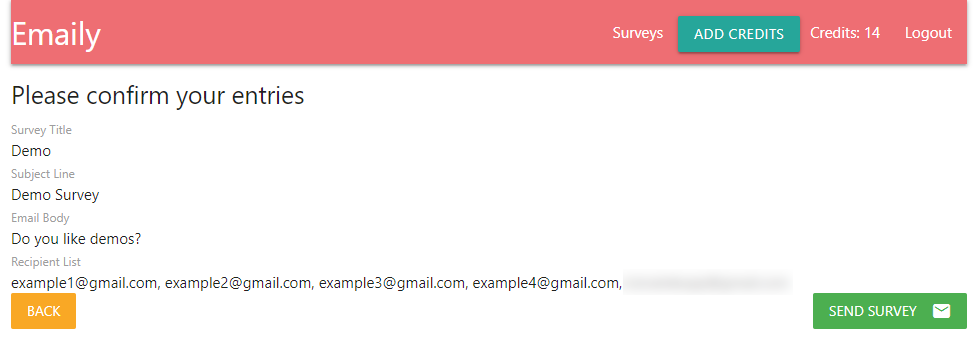 Emaily Surveys ADD CREDITS Credits: 14 Logout
Please confirm your entries
Survey Title
Demo
Subject Line
Demo Survey
Email Body
Do you like demos?
Recipient List
example1@gmail.com, example2@gmail.com, example3@gmail.com, example4@gmail.com,
BACK SEND SURVEY